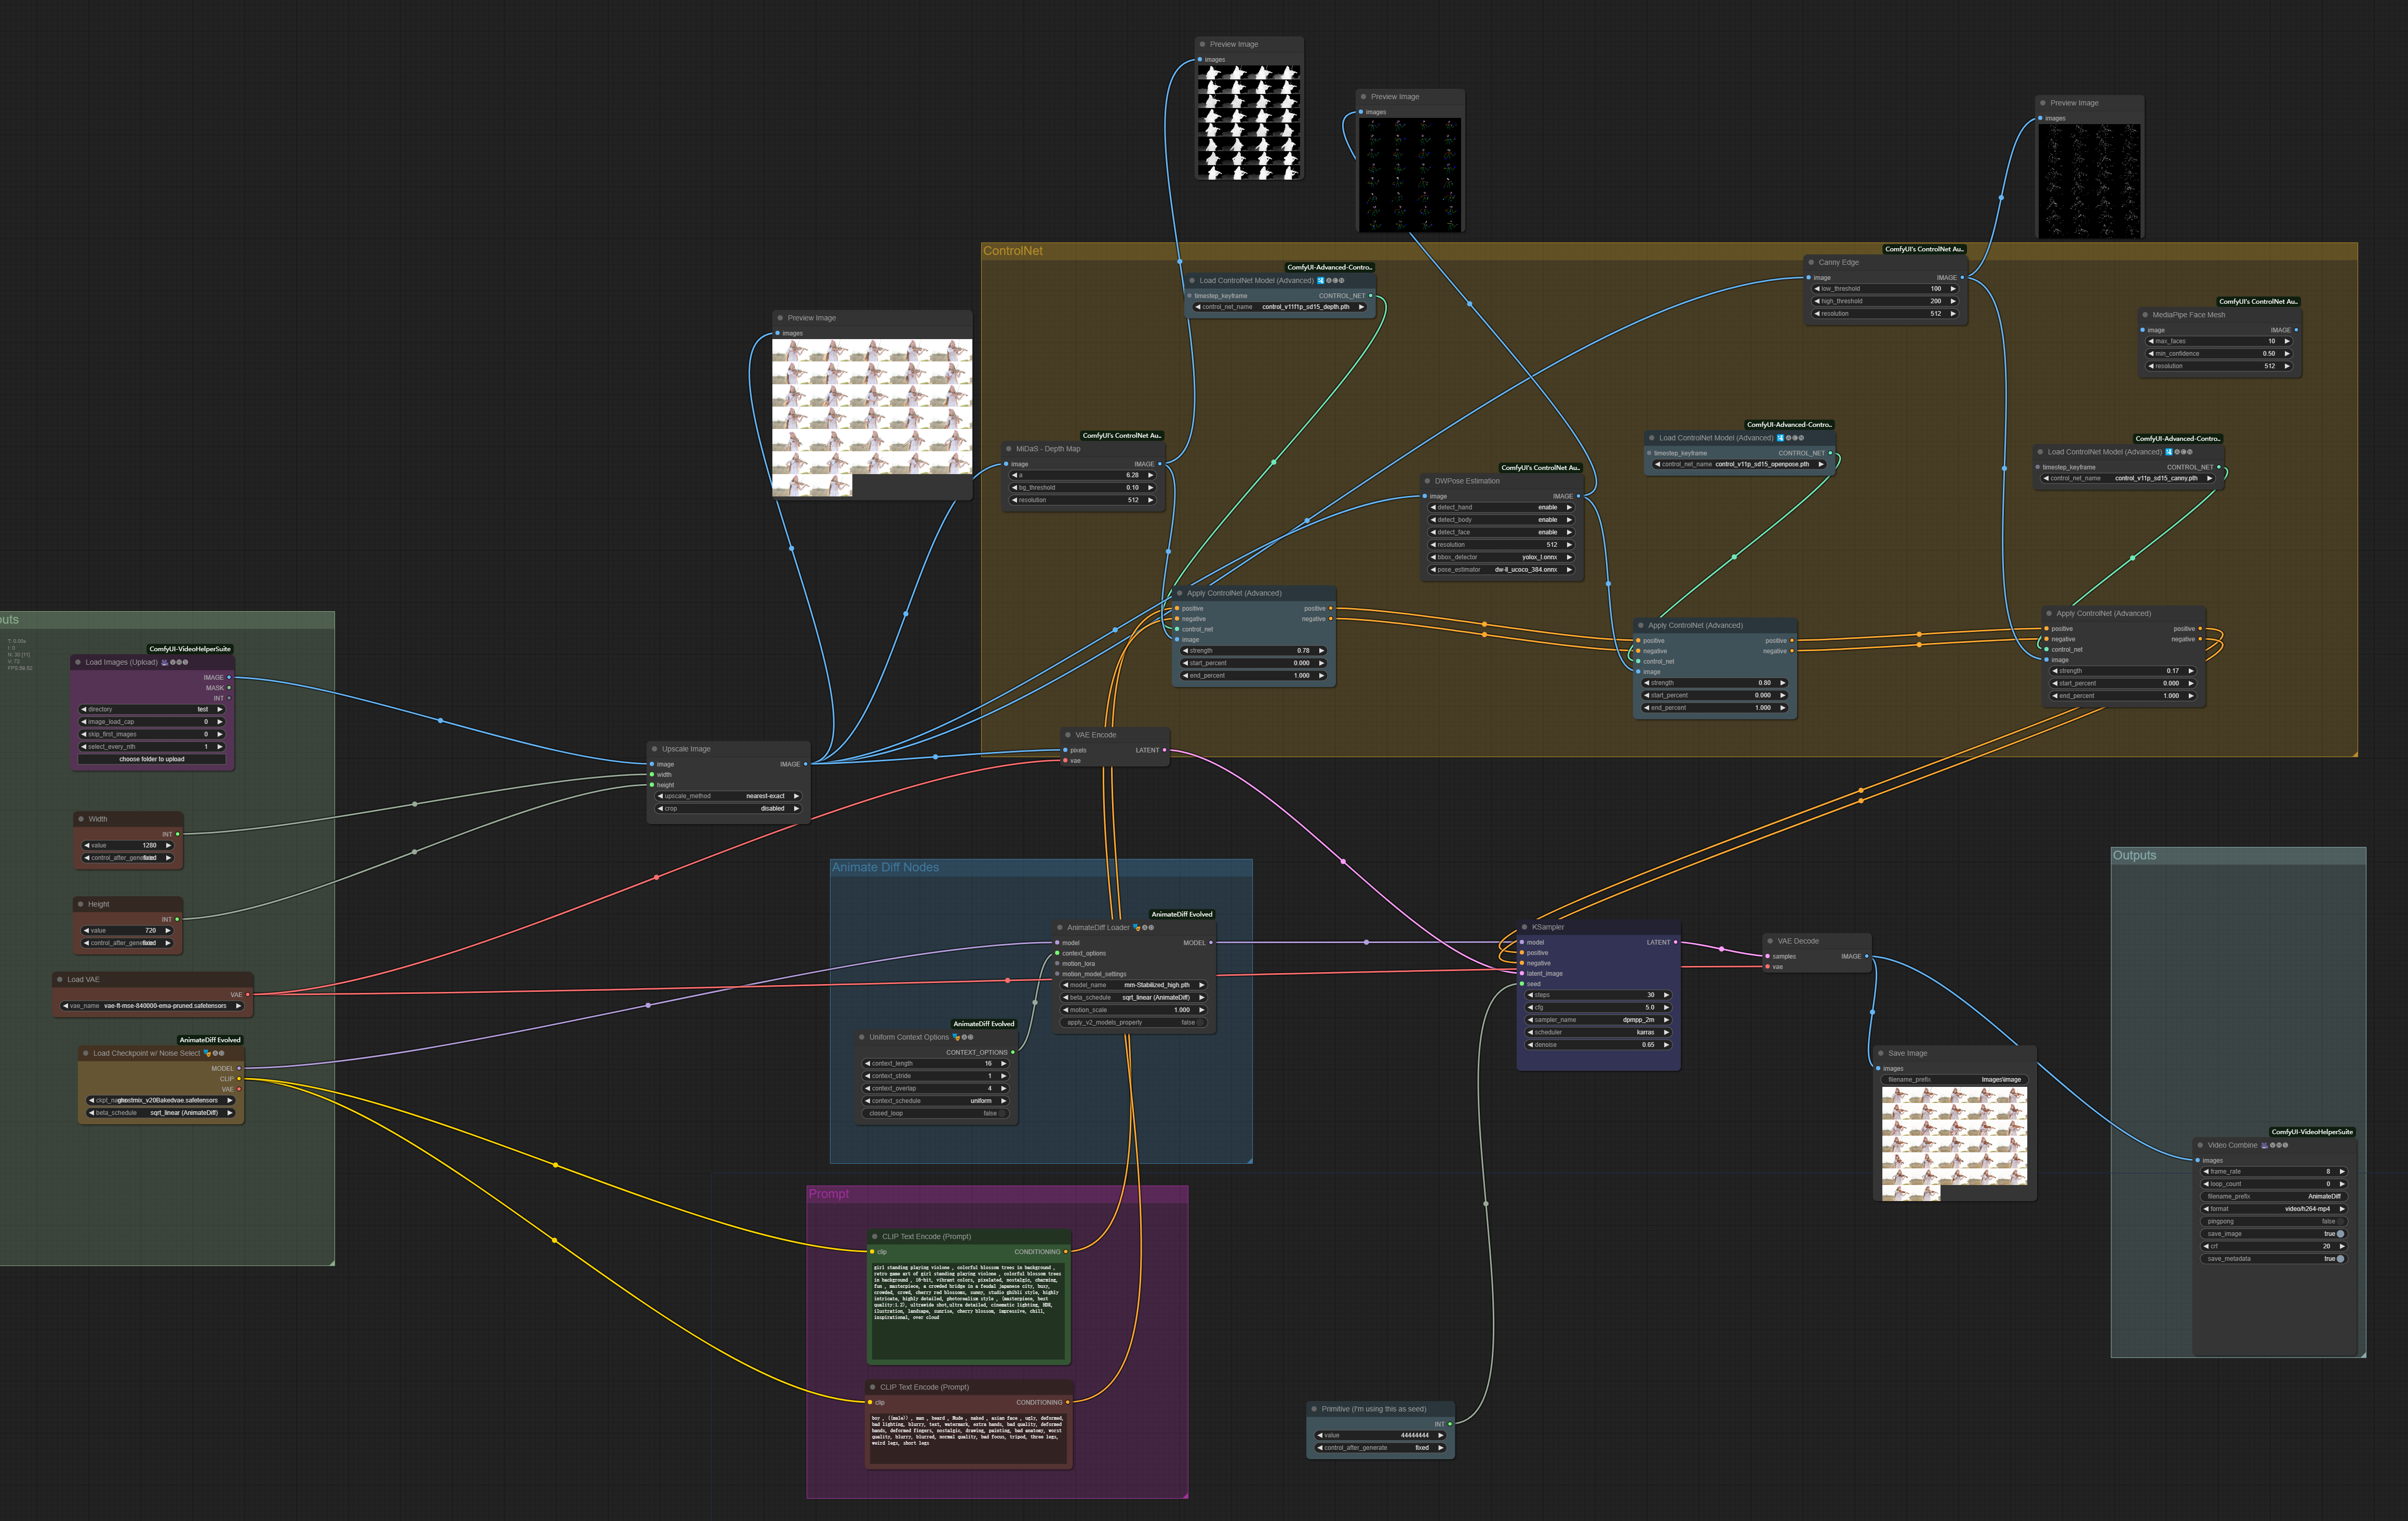 Preview Image
images
Preview Image
images
Preview Image
images
ControlNet
ComfyUI's ControlNet Au..
Canny Edge
image IMAGE
low_threshold 100
high_threshold 200
resolution 512
ComfyUI-Advanced-Contro..
Load ControlNet Model (Advanced)
timestep_keyframe CONTROL_NET
control_net_name control_v11f1p_sd15_depth.pth
ComfyUI's ControlNet Au..
MediaPipe Face Mesh
image IMAGE
max_faces 10
min_confidence 0.50
resolution 512
Preview Image
images
ComfyUI's ControlNet Au..
MiDaS - Depth Map
image IMAGE
a 6.28
bg_threshold 0.10
resolution 512
ComfyUI's ControlNet Au..
DWPose Estimation
image IMAGE
detect_hand enable
detect_body enable
detect_face enable
resolution 512
bbox_detector yolox_l.onnx
pose_estimator dw-ll_ucoco_384.onnx
ComfyUI-Advanced-Contro..
Load ControlNet Model (Advanced)
timestep_keyframe CONTROL_NET
control_net_name control_v11p_sd15_openpose.pth
ComfyUI-Advanced-Contro..
Load ControlNet Model (Advanced)
timestep_keyframe CONTROL_NET
control_net_name control_v11p_sd15_canny.pth
Apply ControlNet (Advanced)
positive positive
negative negative
control_net
image
strength 0.78
start_percent 0.000
end_percent 1.000
Apply ControlNet (Advanced)
positive positive
negative negative
control_net
image
strength 0.80
start_percent 0.000
end_percent 1.000
Apply ControlNet (Advanced)
positive positive
negative negative
control_net
image
strength 0.17
start_percent 0.000
end_percent 1.000
puts
T: 0.00s
I: 0
N: 30 [11]
V: 72
FPS:59.52
ComfyUI-VideoHelperSuite
Load Images (Upload)
IMAGE
MASK
INT
directory test
image_load_cap 0
skip_first_images 0
select_every_nth 1
choose folder to upload
Width
INT
value 1280
control_after_gene fixed
Height
INT
value 720
control_after_gene fixed
Load VAE
VAE
vae_name vae-ft-mse-840000-ema-pruned.safetensors
AnimateDiff Evolved
Load Checkpoint w/ Noise Select
MODEL
CLIP
VAE
ckpt_na ghostmix_v20Bakedvae.safetensors
beta_schedule sqrt_linear (AnimateDiff)
Upscale Image
image IMAGE
width
height
upscale_method nearest-exact
crop disabled
VAE Encode
pixels LATENT
vae
Animate Diff Nodes
AnimateDiff Evolved
AnimateDiff Loader
model MODEL
context_options
motion_lora
motion_model_settings
model_name mm-Stabilized_high.pth
beta_schedule sqrt_linear (AnimateDiff)
motion_scale 1.000
apply_v2_models_properly false
AnimateDiff Evolved
Uniform Context Options
CONTEXT_OPTIONS
context_length 16
context_stride 1
context_overlap 4
context_schedule uniform
closed_loop false
KSampler
model LATENT
positive
negative
latent_image
seed
steps 30
cfg 5.0
sampler_name dpmpp_2m
scheduler karras
denoise 0.65
VAE Decode
samples IMAGE
vae
Save Image
images
filename_prefix Images\image
Outputs
ComfyUI-VideoHelperSuite
Video Combine
images
frame_rate 8
loop_count 0
filename_prefix AnimateDiff
format video/h264-mp4
pingpong false
save_image true
crf 20
save_metadata true
Prompt
CLIP Text Encode (Prompt)
clip CONDITIONING
girl standing playing violone , colorful blossom trees in background ,
retro game art of girl standing playing violone , colorful blossom trees
in background , 16-bit, vibrant colors, pixelated, nostalgic, charming,
fun , masterpiece, a crowded bridge in a feudal japanese city, busy,
crowded, crowd, cherry red blossoms, sunny, studio ghibli style, highly
intricate, highly detailed, photorealism style , (masterpiece, best
quality:1.2), ultrawide shot,ultra detailed, cinematic lighting, HDR,
ilustration, landsape, sunrise, cherry blossom, impressive, chill,
inspirational, over cloud
CLIP Text Encode (Prompt)
clip CONDITIONING
boy , ((male)) , man , beard , Nude , naked , asian face , ugly, deformed,
bad lighting, blurry, text, watermark, extra hands, bad quality, deformed
hands, deformed fingers, nostalgic, drawing, painting, bad anatomy, worst
quality, blurry, blurred, normal quality, bad focus, tripod, three legs,
weird legs, short legs
Primitive (I'm using this as seed)
INT
value 44444444
control_after_generate fixed